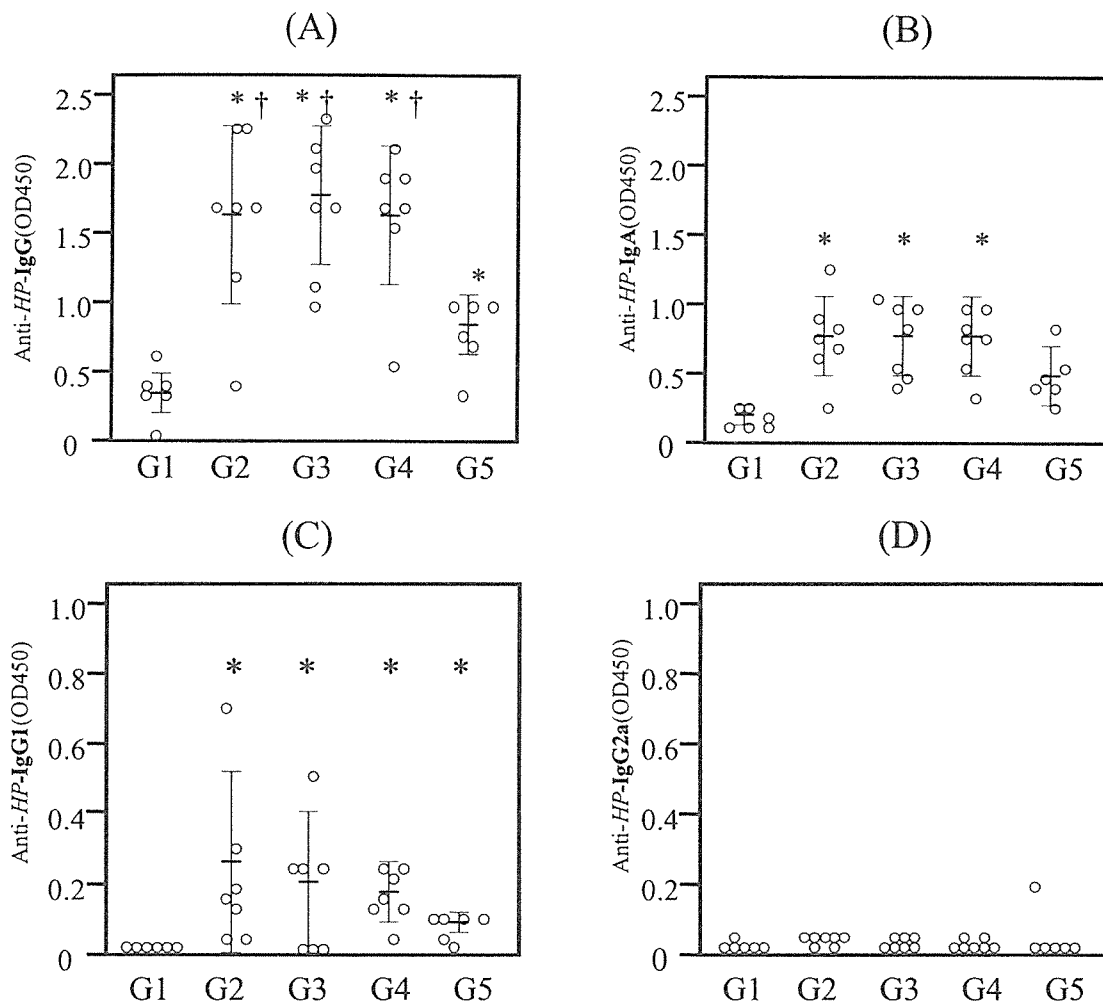 (A)
Anti-HP-IgG(OD450)
2.5
2.0
1.5
1.0
0.5
0
* † * † * † *
G1 G2 G3 G4 G5
(B)
Anti-HP-IgA(OD450)
2.5
2.0
1.5
1.0
0.5
0
* * *
G1 G2 G3 G4 G5
(C)
Anti-HP-IgG1(OD450)
1.0
0.8
0.6
0.4
0.2
0
* * * *
G1 G2 G3 G4 G5
(D)
Anti-HP-IgG2a(OD450)
1.0
0.8
0.6
0.4
0.2
0
G1 G2 G3 G4 G5